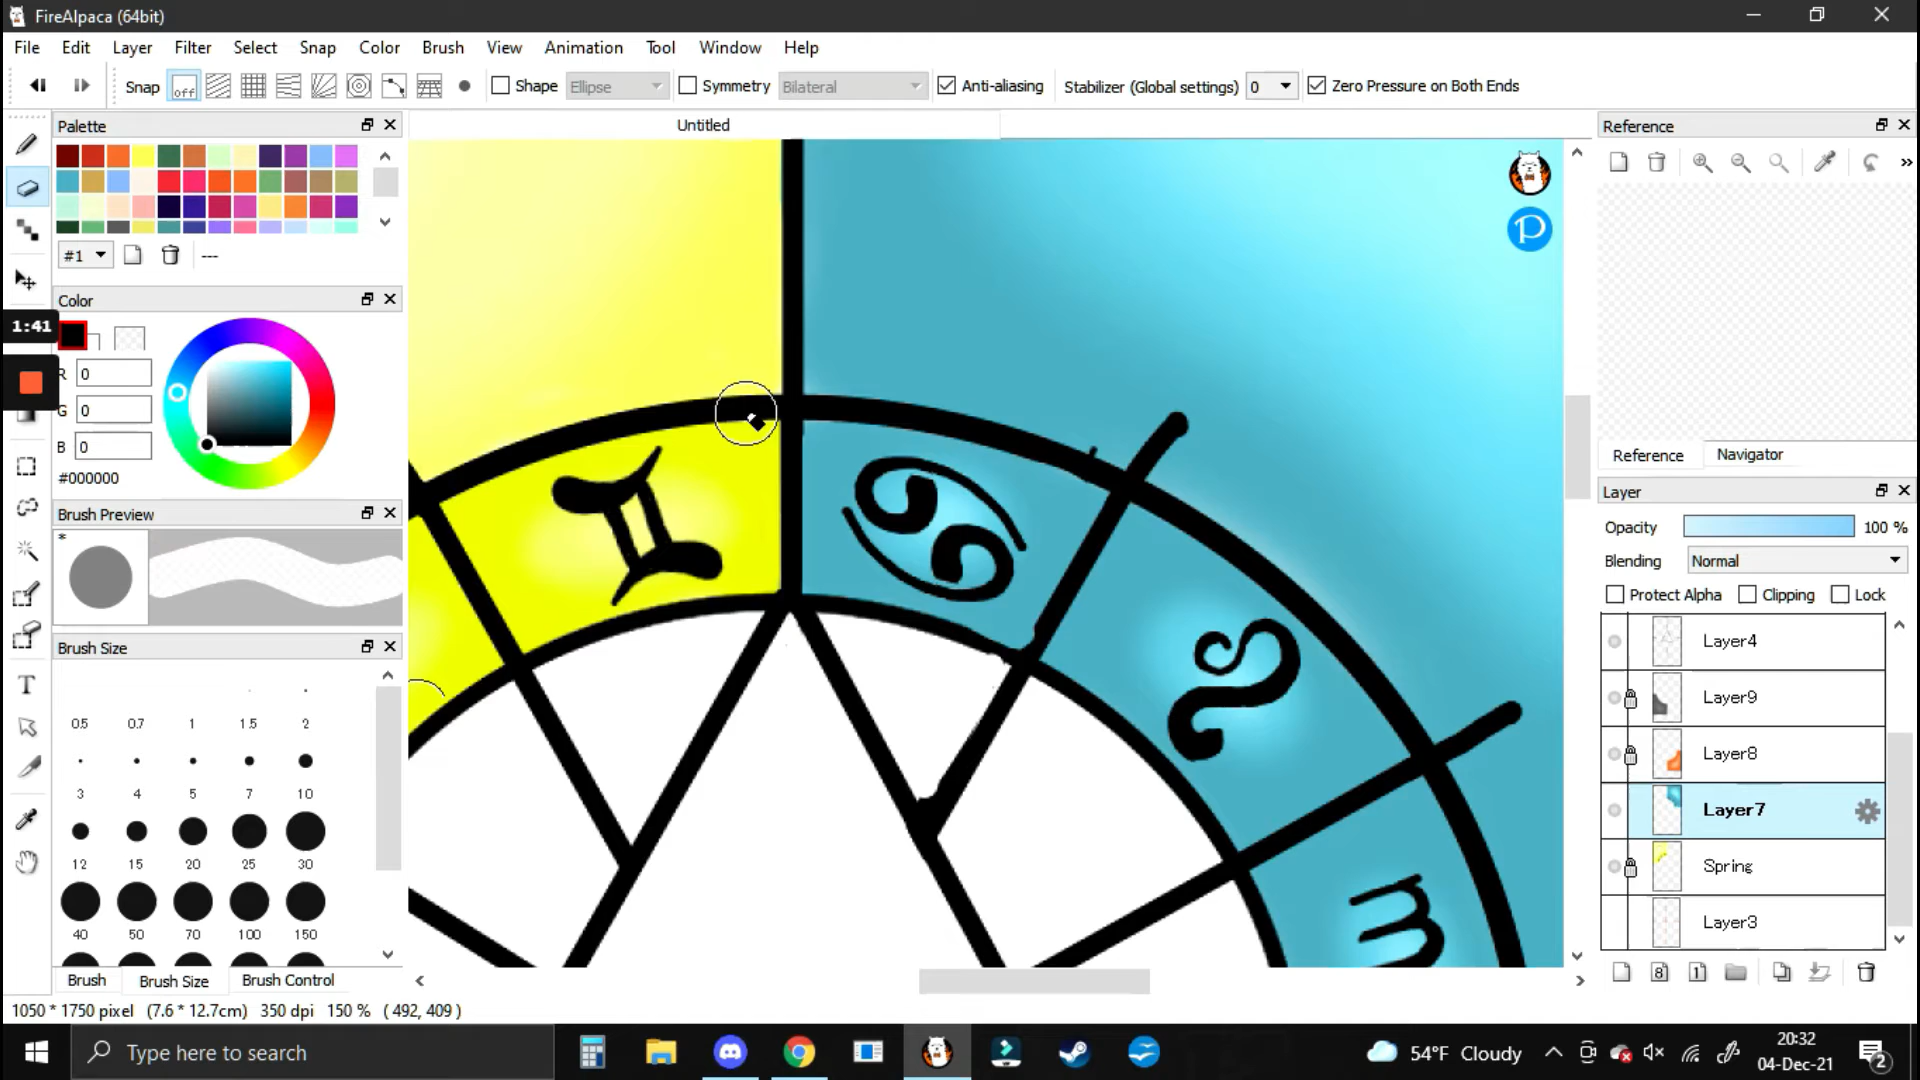 FireAlpaca (64bit)
File Edit Layer Filter Select Snap Color Brush View Animation Tool Window Help
Snap off Shape Ellipse Symmetry Bilateral Anti-aliasing Stabilizer (Global settings) 0 Zero Pressure on Both Ends
Palette
Untitled
Reference
#1 ---
Color
1:41
R 0
G 0
B 0
#000000
Reference Navigator
Layer
Opacity 100 %
Blending Normal
Protect Alpha Clipping Lock
Brush Preview
*
Brush Size
0.5 0.7 1 1.5 2
3 4 5 7 10
12 15 20 25 30
40 50 70 100 150
Layer4
Layer9
Layer8
Layer7
Spring
Layer3
8 1
Brush Brush Size Brush Control
1050 * 1750 pixel (7.6 * 12.7cm) 350 dpi 150 % ( 492, 409 )
Type here to search
54°F Cloudy
20:32
04-Dec-21
2